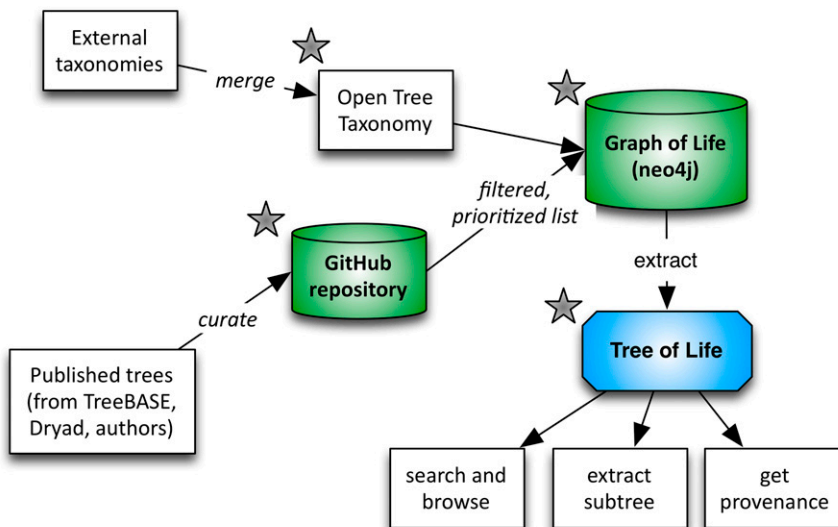 External
taxonomies
merge
Open Tree
Taxonomy
Graph of Life
(neo4j)
filtered,
prioritized list
GitHub
repository
extract
curate
Tree of Life
Published trees
(from TreeBASE,
Dryad, authors)
search and
browse
extract
subtree
get
provenance